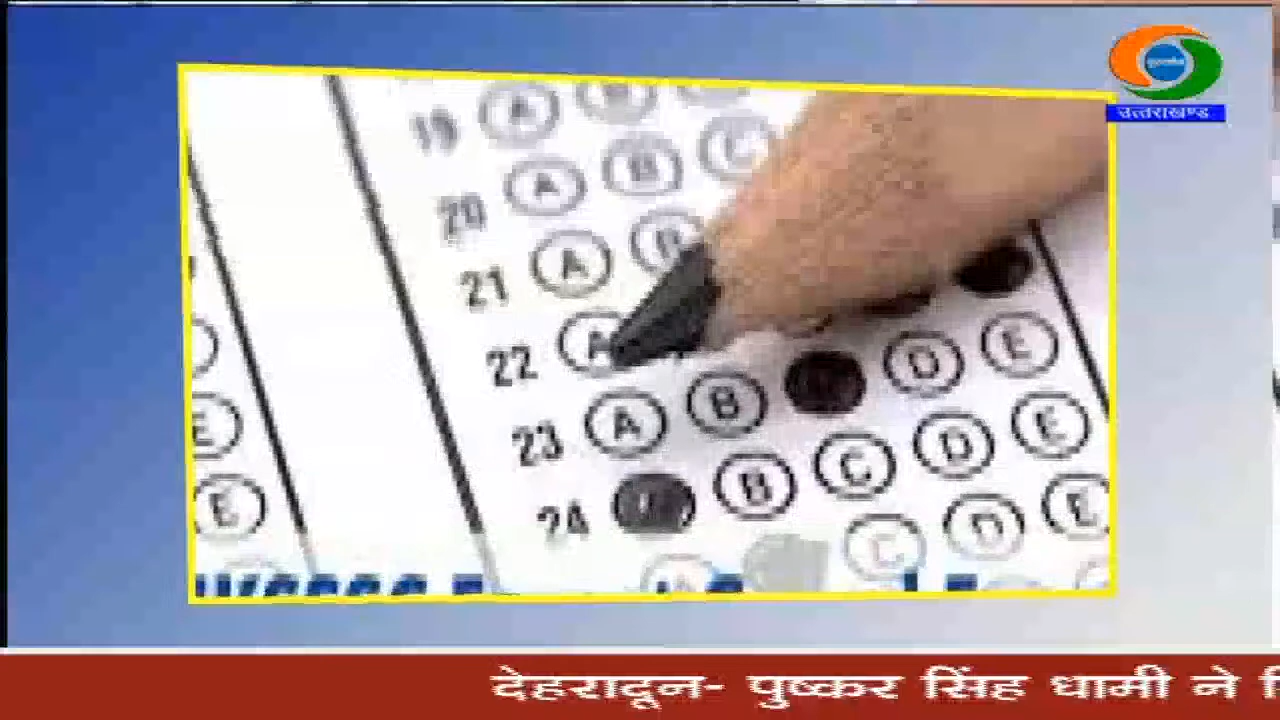 उत्तराखण्ड
19 A B
20 A B C
21 A B
22 A
23 A B D E
24 B C D E
C D E
E
E
देहरादून- पुष्कर सिंह धामी ने